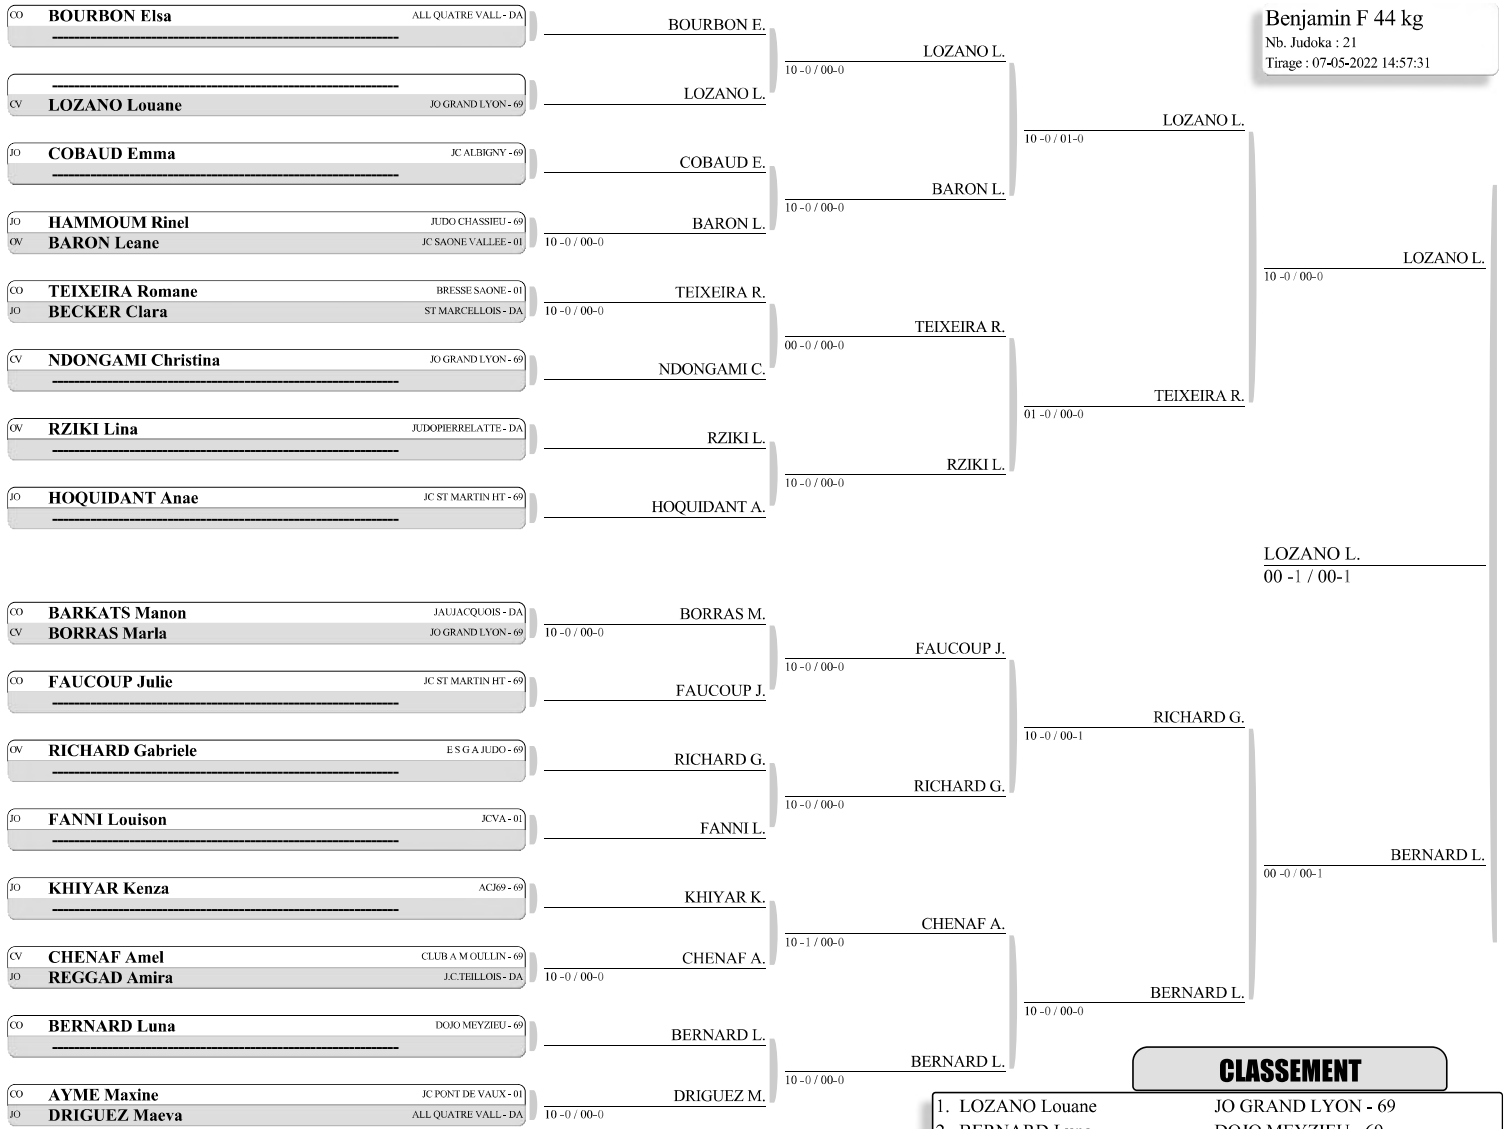 Benjamin F 44 kg
Nb. Judoka : 21
Tirage : 07-05-2022 14:57:31
CO BOURBON Elsa ALL QUATRE VALL - DA
CV LOZANO Louane JO GRAND LYON - 69
JO COBAUD Emma JC ALBIGNY - 69
JO HAMMOUM Rinel JUDO CHASSIEU - 69
OV BARON Leane JC SAONE VALLEE - 01
CO TEIXEIRA Romane BRESSE SAONE - 01
JO BECKER Clara ST MARCELLOIS - DA
CV NDONGAMI Christina JO GRAND LYON - 69
OV RZIKI Lina JUDOPIERRELATTE - DA
JO HOQUIDANT Anae JC ST MARTIN HT - 69
CO BARKATS Manon JAUJACQUOIS - DA
CV BORRAS Marla JO GRAND LYON - 69
CO FAUCOUP Julie JC ST MARTIN HT - 69
OV RICHARD Gabriele E S G A JUDO - 69
JO FANNI Louison JCVA - 01
JO KHIYAR Kenza ACJ69 - 69
CV CHENAF Amel CLUB A M OULLIN - 69
JO REGGAD Amira J.C.TEILLOIS - DA
CO BERNARD Luna DOJO MEYZIEU - 69
CO AYME Maxine JC PONT DE VAUX - 01
JO DRIGUEZ Maeva ALL QUATRE VALL - DA
BOURBON E.
LOZANO L.
COBAUD E.
BARON L.
10 -0 / 00-0
TEIXEIRA R.
10 -0 / 00-0
NDONGAMI C.
RZIKI L.
HOQUIDANT A.
BORRAS M.
10 -0 / 00-0
FAUCOUP J.
RICHARD G.
FANNI L.
KHIYAR K.
CHENAF A.
10 -0 / 00-0
BERNARD L.
DRIGUEZ M.
10 -0 / 00-0
LOZANO L.
10 -0 / 00-0
BARON L.
10 -0 / 00-0
TEIXEIRA R.
00 -0 / 00-0
RZIKI L.
10 -0 / 00-0
FAUCOUP J.
10 -0 / 00-0
RICHARD G.
10 -0 / 00-0
CHENAF A.
10 -1 / 00-0
BERNARD L.
10 -0 / 00-0
LOZANO L.
10 -0 / 01-0
TEIXEIRA R.
01 -0 / 00-0
RICHARD G.
10 -0 / 00-1
BERNARD L.
10 -0 / 00-0
LOZANO L.
10 -0 / 00-0
BERNARD L.
00 -0 / 00-1
LOZANO L.
00 -1 / 00-1
CLASSEMENT
1. LOZANO Louane JO GRAND LYON - 69
2. BERNARD Luna DOJO MEYZIEU - 69